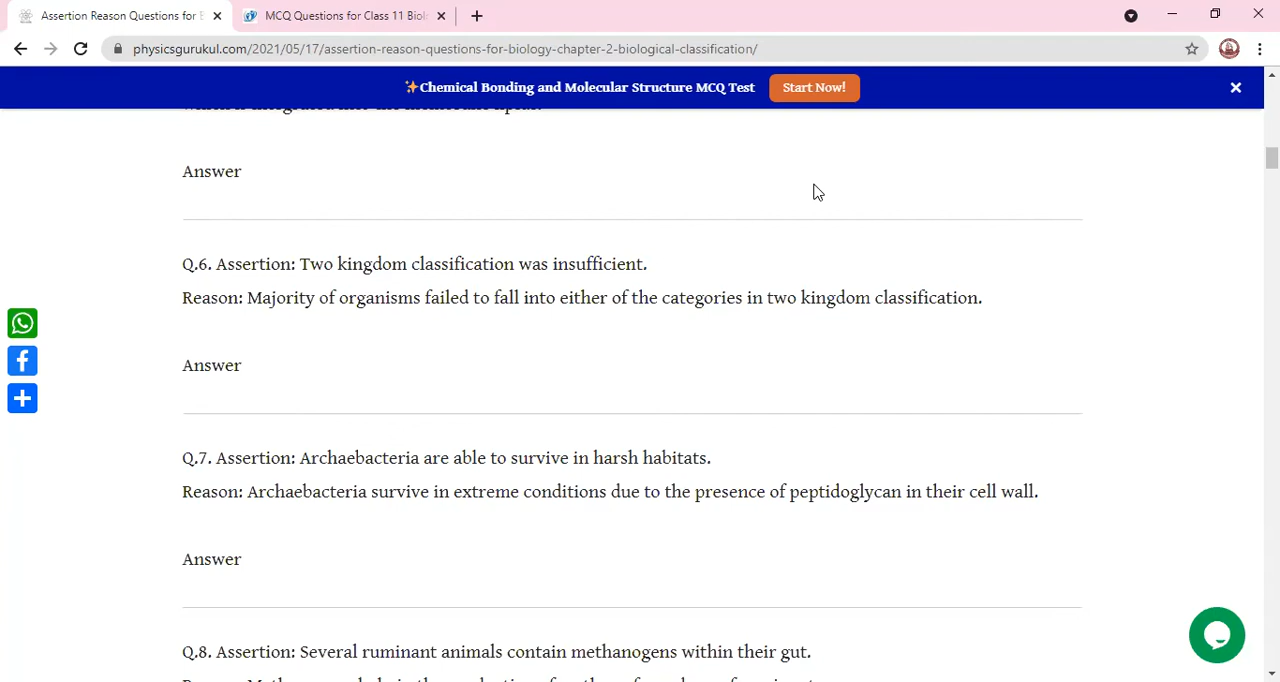 Assertion Reason Questions for
MCQ Questions for Class 11 Biol
physicsgurukul.com/2021/05/17/assertion-reason-questions-for-biology-chapter-2-biological-classification/
✨Chemical Bonding and Molecular Structure MCQ Test
Start Now!
Answer
Q.6. Assertion: Two kingdom classification was insufficient.
Reason: Majority of organisms failed to fall into either of the categories in two kingdom classification.
Answer
Q.7. Assertion: Archaebacteria are able to survive in harsh habitats.
Reason: Archaebacteria survive in extreme conditions due to the presence of peptidoglycan in their cell wall.
Answer
Q.8. Assertion: Several ruminant animals contain methanogens within their gut.